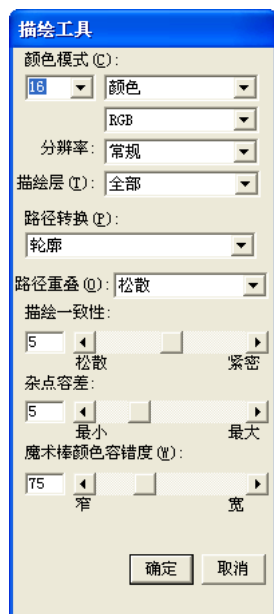 描绘工具
颜色模式(C):
16 颜色
RGB
分辨率: 常规
描绘层(T): 全部
路径转换(P):
轮廓
路径重叠(O): 松散
描绘一致性:
5
松散 紧密
杂点容差:
5
最小 最大
魔术棒颜色容错度(W):
75
窄 宽
确定 取消